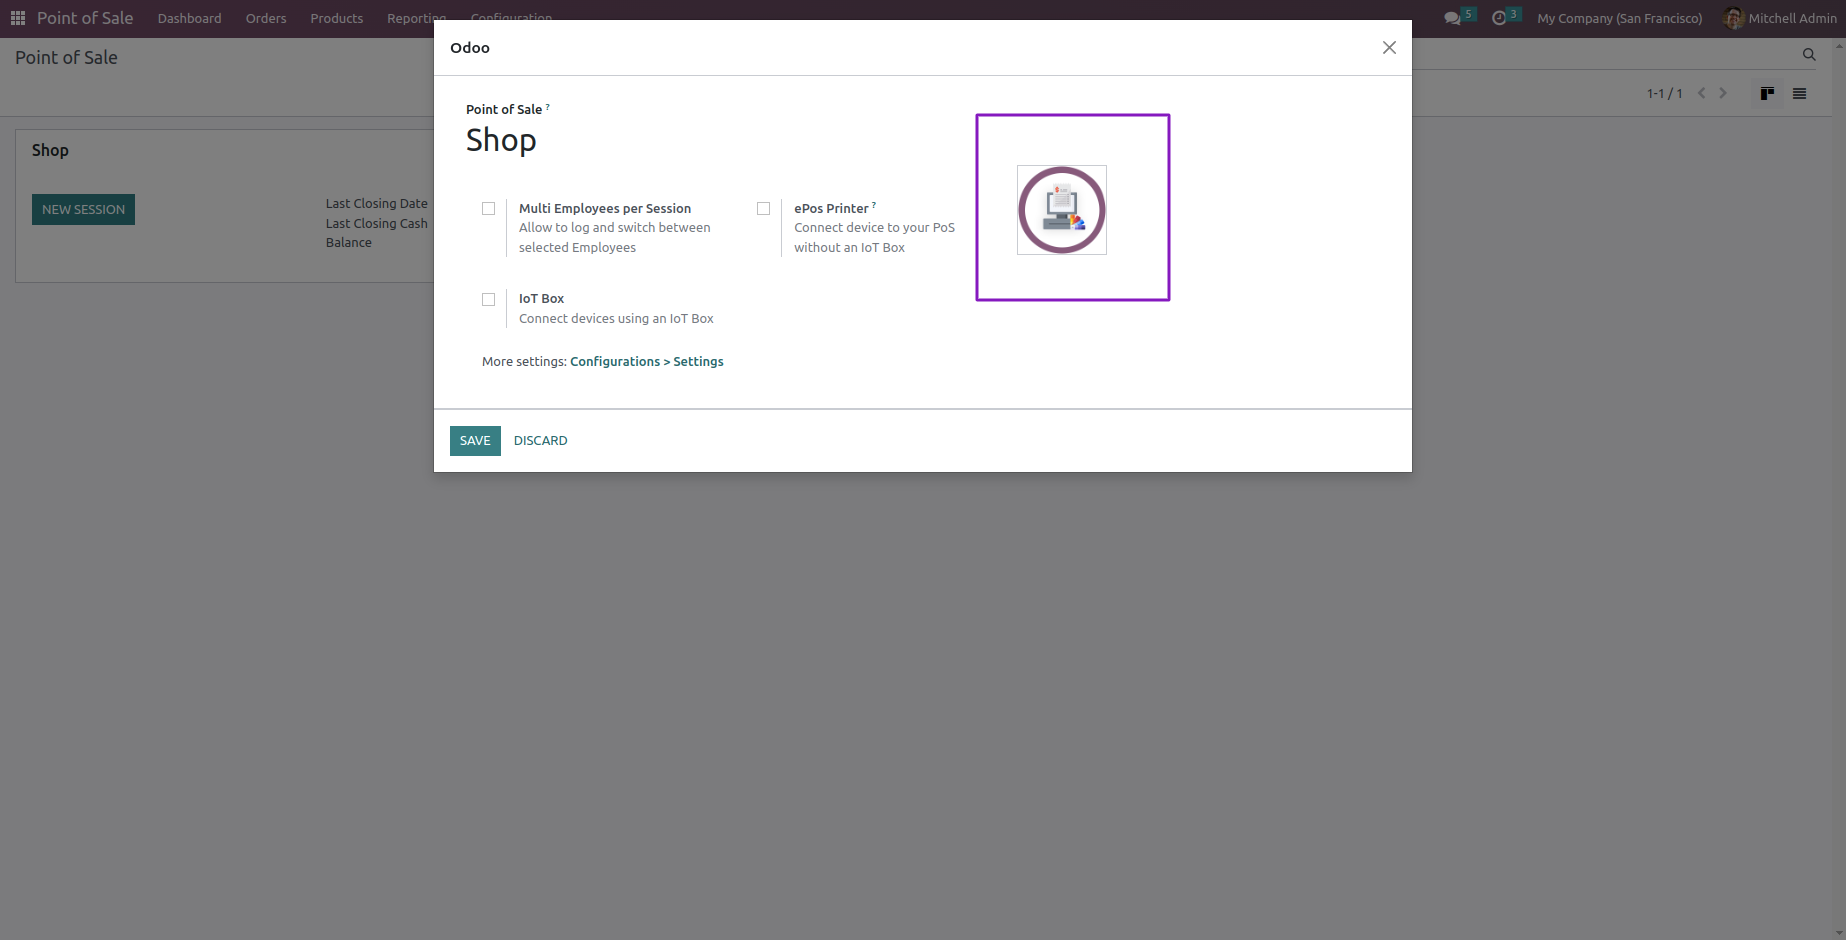 Point of Sale Dashboard Orders Products Reporting Configuration 5 3 My Company (San Francisco) Mitchell Admin
Point of Sale
1-1 / 1
Shop
NEW SESSION
Last Closing Date
Last Closing Cash
Balance
Odoo
Point of Sale ?
Shop
Multi Employees per Session
Allow to log and switch between
selected Employees
ePos Printer ?
Connect device to your PoS
without an IoT Box
IoT Box
Connect devices using an IoT Box
More settings: Configurations > Settings
SAVE DISCARD